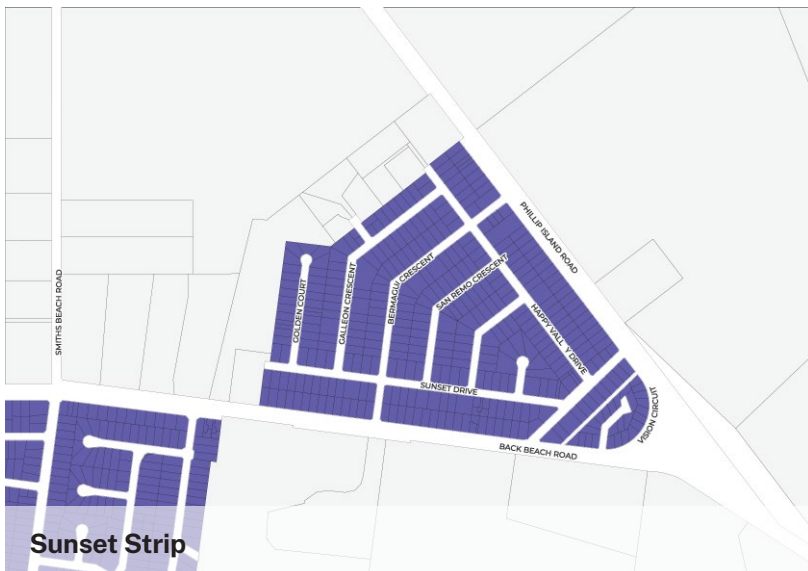 PHILLIP ISLAND ROAD
SMITHS BEACH ROAD
GOLDEN COURT
GALLEON CRESCENT
BERMAGUI CRESCENT
SAN REMO CRESCENT
HAPPY VALL Y DRIVE
SUNSET DRIVE
VISION CIRCUIT
BACK BEACH ROAD
Sunset Strip